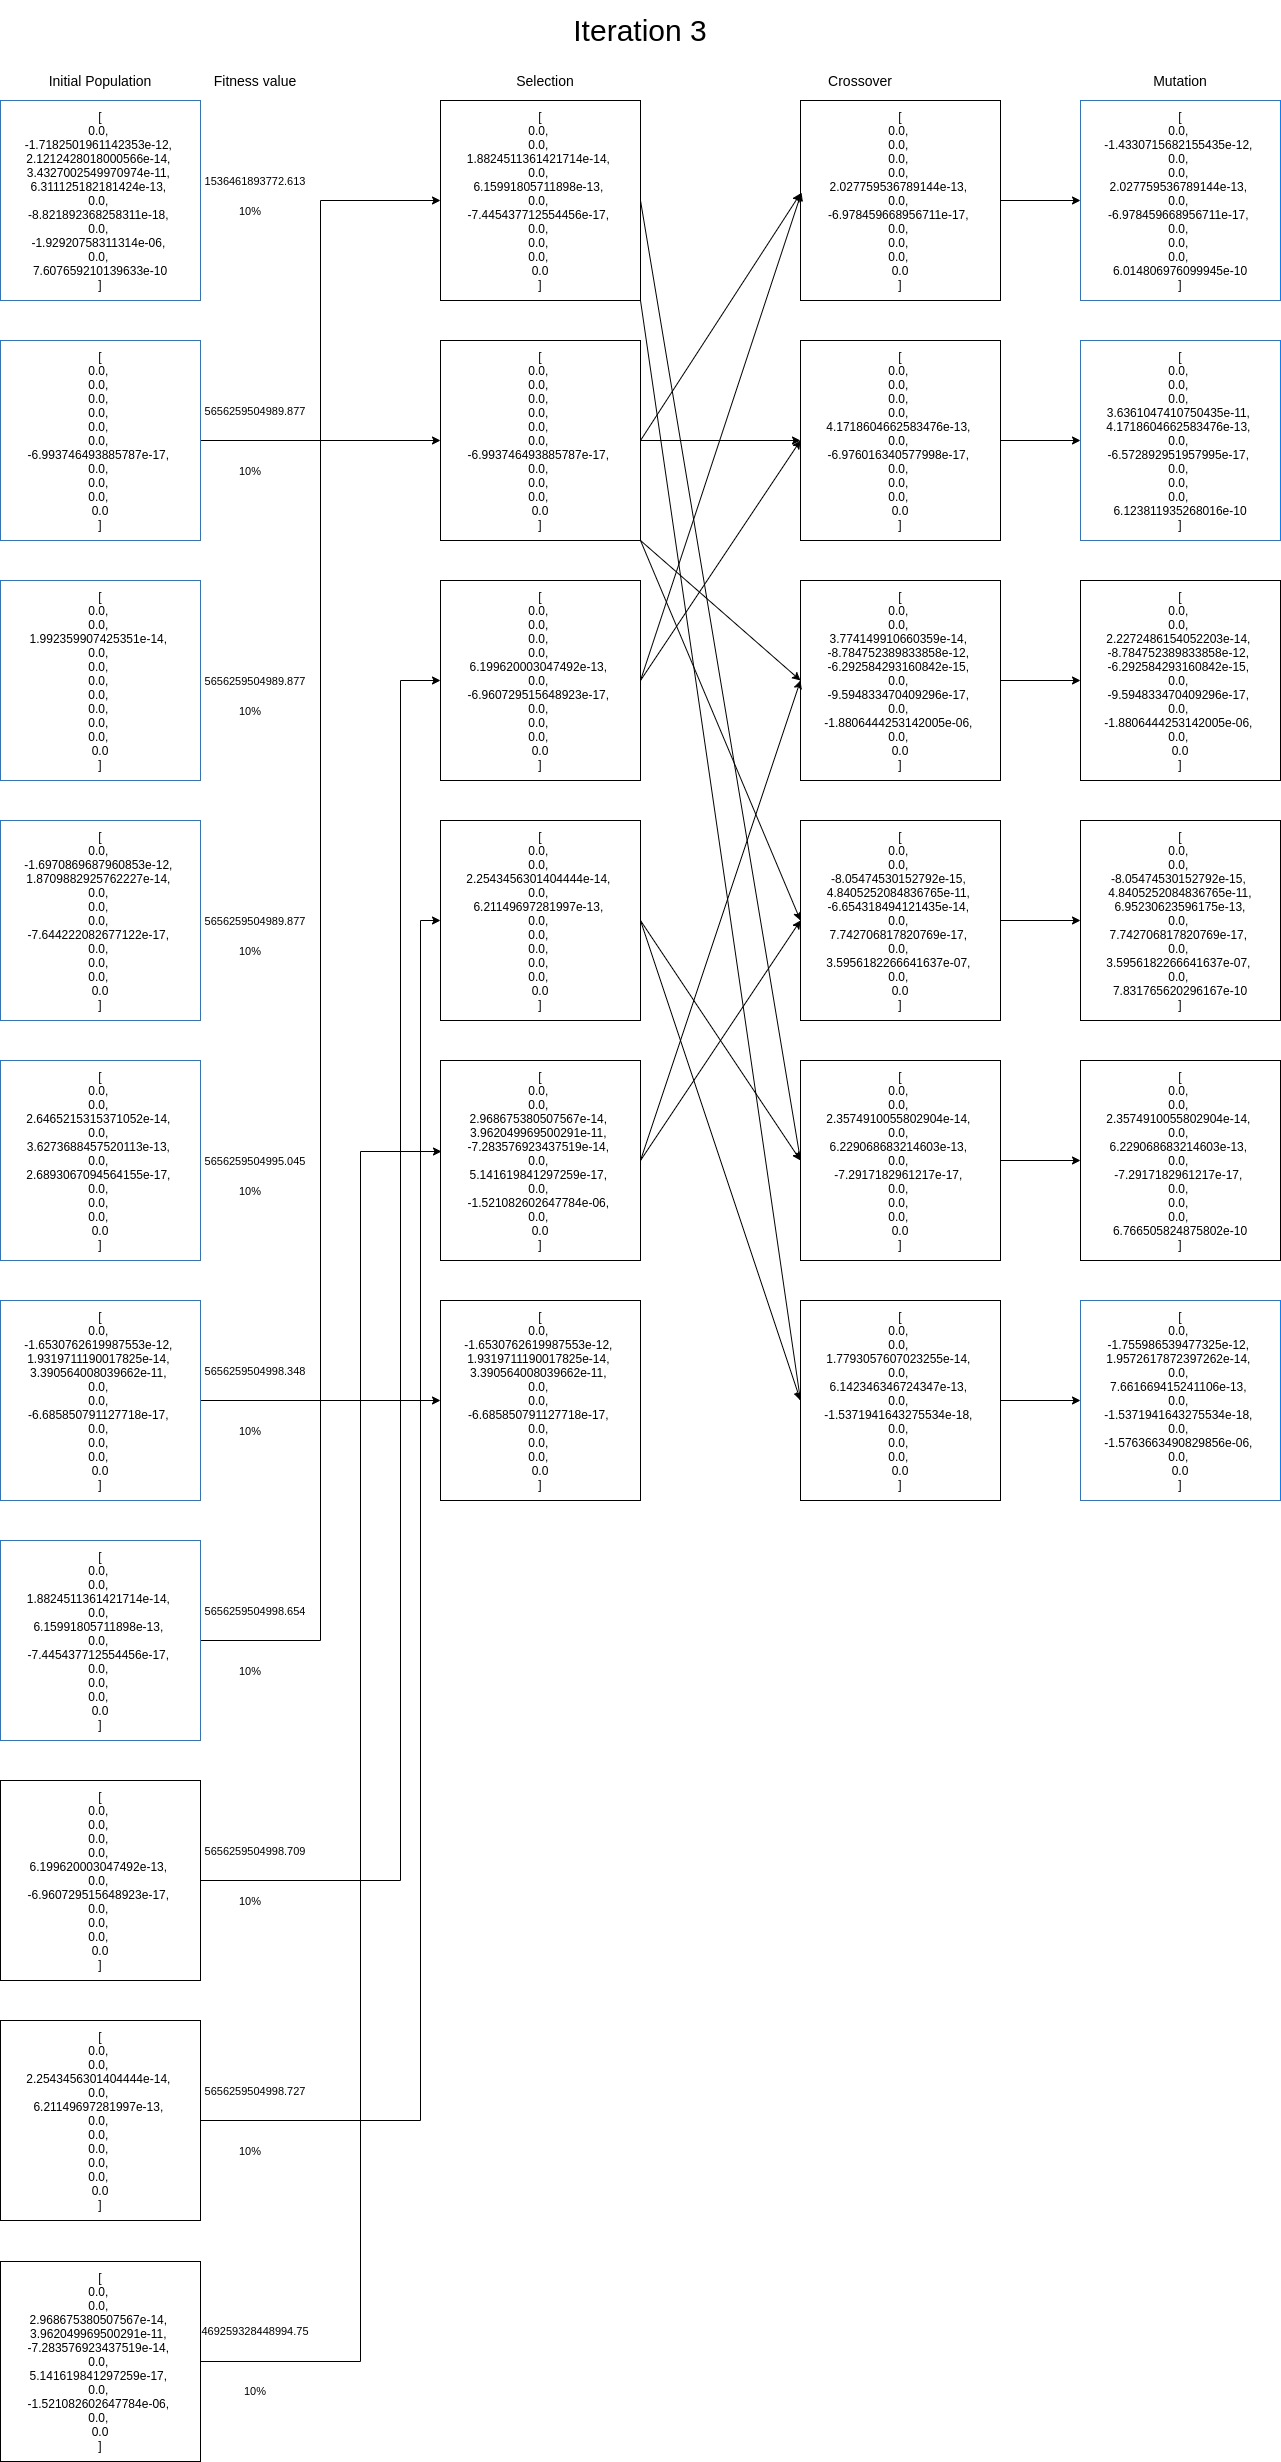 Iteration 3
Initial Population
Fitness value
Selection
Crossover
Mutation
[
0.0,
-1.7182501961142353e-12,
2.1212428018000566e-14,
3.4327002549970974e-11,
6.311125182181424e-13,
0.0,
-8.821892368258311e-18,
0.0,
-1.92920758311314e-06,
0.0,
7.607659210139633e-10
]
1536461893772.613
10%
[
0.0,
0.0,
0.0,
0.0,
0.0,
0.0,
-6.993746493885787e-17,
0.0,
0.0,
0.0,
0.0
]
5656259504989.877
10%
[
0.0,
0.0,
1.992359907425351e-14,
0.0,
0.0,
0.0,
0.0,
0.0,
0.0,
0.0,
0.0
]
5656259504989.877
10%
[
0.0,
-1.6970869687960853e-12,
1.8709882925762227e-14,
0.0,
0.0,
0.0,
-7.644222082677122e-17,
0.0,
0.0,
0.0,
0.0
]
5656259504989.877
10%
[
0.0,
0.0,
2.6465215315371052e-14,
0.0,
3.6273688457520113e-13,
0.0,
2.6893067094564155e-17,
0.0,
0.0,
0.0,
0.0
]
5656259504995.045
10%
[
0.0,
-1.6530762619987553e-12,
1.9319711190017825e-14,
3.390564008039662e-11,
0.0,
0.0,
-6.685850791127718e-17,
0.0,
0.0,
0.0,
0.0
]
5656259504998.348
10%
[
0.0,
0.0,
1.8824511361421714e-14,
0.0,
6.15991805711898e-13,
0.0,
-7.445437712554456e-17,
0.0,
0.0,
0.0,
0.0
]
5656259504998.654
10%
[
0.0,
0.0,
0.0,
0.0,
6.199620003047492e-13,
0.0,
-6.960729515648923e-17,
0.0,
0.0,
0.0,
0.0
]
5656259504998.709
10%
[
0.0,
0.0,
2.2543456301404444e-14,
0.0,
6.21149697281997e-13,
0.0,
0.0,
0.0,
0.0,
0.0,
0.0
]
5656259504998.727
10%
[
0.0,
0.0,
2.968675380507567e-14,
3.962049969500291e-11,
-7.283576923437519e-14,
0.0,
5.141619841297259e-17,
0.0,
-1.521082602647784e-06,
0.0,
0.0
]
469259328448994.75
10%
[
0.0,
0.0,
1.8824511361421714e-14,
0.0,
6.15991805711898e-13,
0.0,
-7.445437712554456e-17,
0.0,
0.0,
0.0,
0.0
]
[
0.0,
0.0,
0.0,
0.0,
0.0,
0.0,
-6.993746493885787e-17,
0.0,
0.0,
0.0,
0.0
]
[
0.0,
0.0,
0.0,
0.0,
6.199620003047492e-13,
0.0,
-6.960729515648923e-17,
0.0,
0.0,
0.0,
0.0
]
[
0.0,
0.0,
2.2543456301404444e-14,
0.0,
6.21149697281997e-13,
0.0,
0.0,
0.0,
0.0,
0.0,
0.0
]
[
0.0,
0.0,
2.968675380507567e-14,
3.962049969500291e-11,
-7.283576923437519e-14,
0.0,
5.141619841297259e-17,
0.0,
-1.521082602647784e-06,
0.0,
0.0
]
[
0.0,
-1.6530762619987553e-12,
1.9319711190017825e-14,
3.390564008039662e-11,
0.0,
0.0,
-6.685850791127718e-17,
0.0,
0.0,
0.0,
0.0
]
[
0.0,
0.0,
0.0,
0.0,
2.027759536789144e-13,
0.0,
-6.978459668956711e-17,
0.0,
0.0,
0.0,
0.0
]
[
0.0,
0.0,
0.0,
0.0,
4.1718604662583476e-13,
0.0,
-6.976016340577998e-17,
0.0,
0.0,
0.0,
0.0
]
[
0.0,
0.0,
3.774149910660359e-14,
-8.784752389833858e-12,
-6.292584293160842e-15,
0.0,
-9.594833470409296e-17,
0.0,
-1.8806444253142005e-06,
0.0,
0.0
]
[
0.0,
0.0,
-8.05474530152792e-15,
4.8405252084836765e-11,
-6.654318494121435e-14,
0.0,
7.742706817820769e-17,
0.0,
3.5956182266641637e-07,
0.0,
0.0
]
[
0.0,
0.0,
2.3574910055802904e-14,
0.0,
6.229068683214603e-13,
0.0,
-7.2917182961217e-17,
0.0,
0.0,
0.0,
0.0
]
[
0.0,
0.0,
1.7793057607023255e-14,
0.0,
6.142346346724347e-13,
0.0,
-1.5371941643275534e-18,
0.0,
0.0,
0.0,
0.0
]
[
0.0,
-1.4330715682155435e-12,
0.0,
0.0,
2.027759536789144e-13,
0.0,
-6.978459668956711e-17,
0.0,
0.0,
0.0,
6.014806976099945e-10
]
[
0.0,
0.0,
0.0,
3.6361047410750435e-11,
4.1718604662583476e-13,
0.0,
-6.572892951957995e-17,
0.0,
0.0,
0.0,
6.123811935268016e-10
]
[
0.0,
0.0,
2.2272486154052203e-14,
-8.784752389833858e-12,
-6.292584293160842e-15,
0.0,
-9.594833470409296e-17,
0.0,
-1.8806444253142005e-06,
0.0,
0.0
]
[
0.0,
0.0,
-8.05474530152792e-15,
4.8405252084836765e-11,
6.95230623596175e-13,
0.0,
7.742706817820769e-17,
0.0,
3.5956182266641637e-07,
0.0,
7.831765620296167e-10
]
[
0.0,
0.0,
2.3574910055802904e-14,
0.0,
6.229068683214603e-13,
0.0,
-7.2917182961217e-17,
0.0,
0.0,
0.0,
6.766505824875802e-10
]
[
0.0,
-1.755986539477325e-12,
1.9572617872397262e-14,
0.0,
7.661669415241106e-13,
0.0,
-1.5371941643275534e-18,
0.0,
-1.5763663490829856e-06,
0.0,
0.0
]